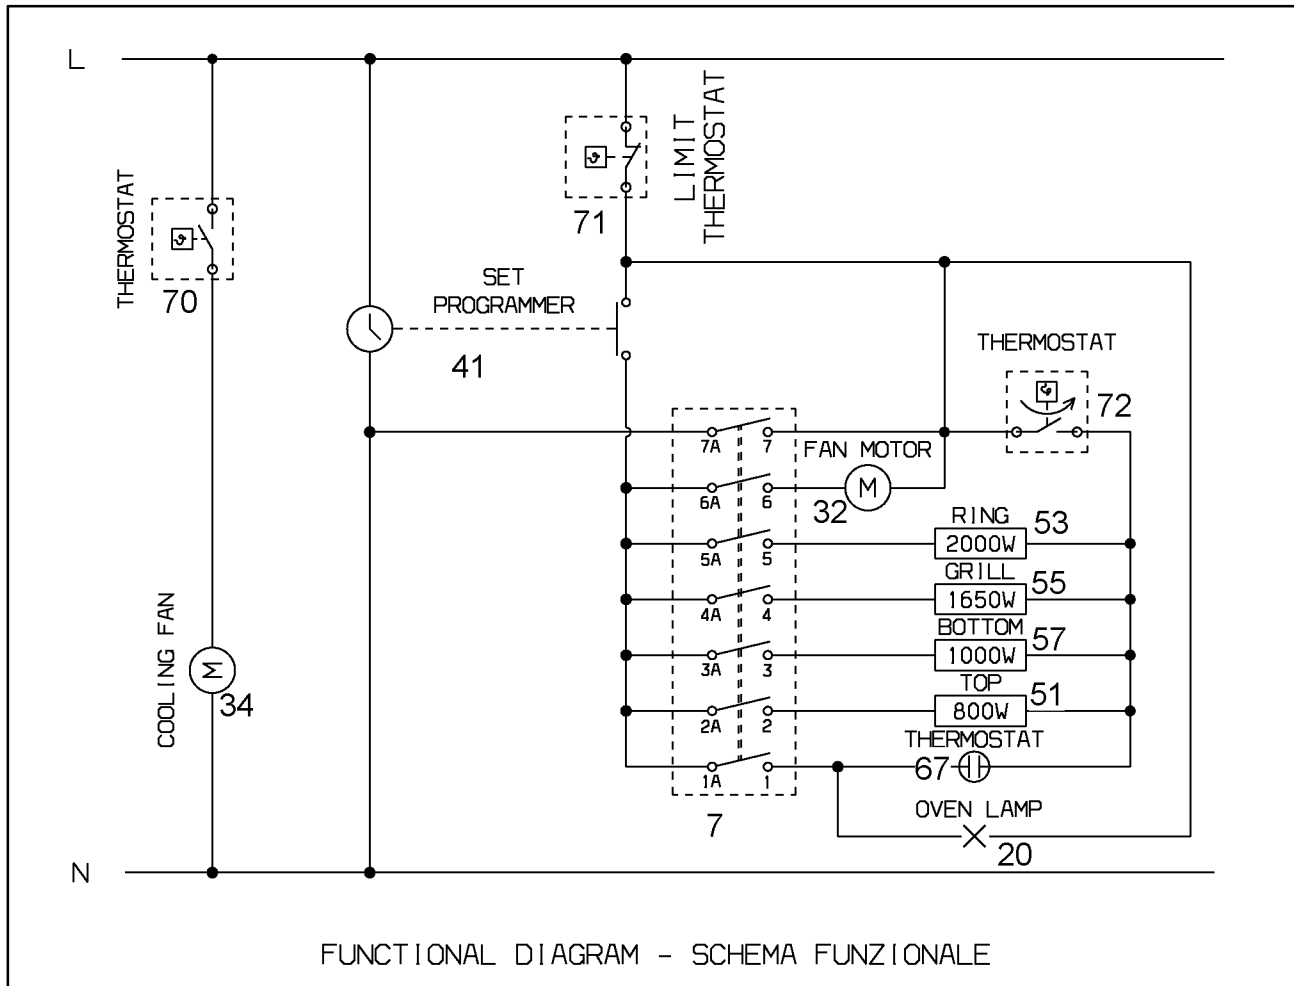 L
LIMIT
THERMOSTAT
71
THERMOSTAT
70
SET
PROGRAMMER
41
THERMOSTAT
72
7A 7
FAN MOTOR
M
32
6A 6
RING
53
2000W
5A 5
GRILL
55
1650W
4A 4
BOTTOM
57
1000W
3A 3
TOP
51
800W
2A 2
THERMOSTAT
67
1A 1
OVEN LAMP
20
7
COOLING FAN
M
34
N
FUNCTIONAL DIAGRAM - SCHEMA FUNZIONALE